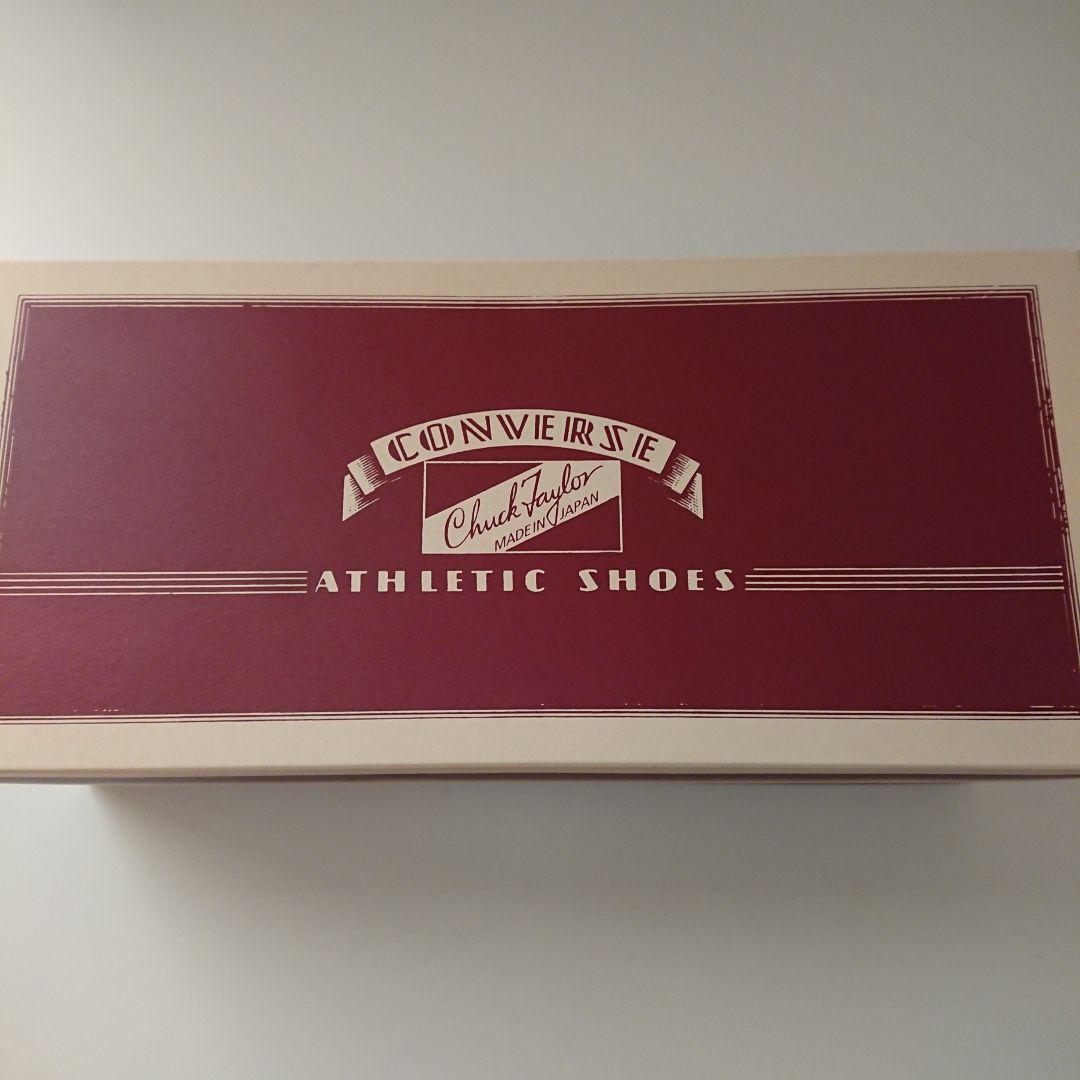 CONVERSE
Chuck Taylor
MADE IN JAPAN
ATHLETIC SHOES